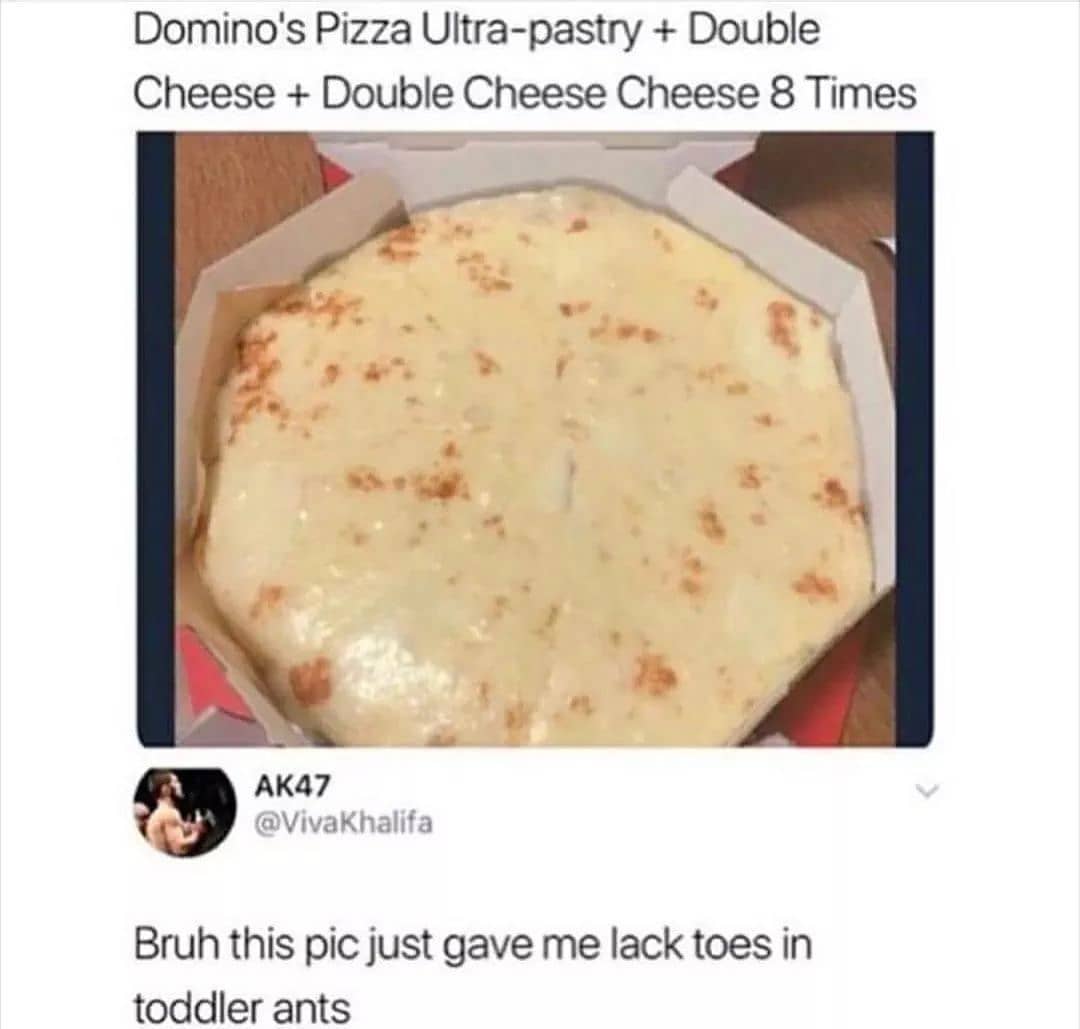 Domino's Pizza Ultra-pastry + Double
Cheese + Double Cheese Cheese 8 Times
AK47
@VivaKhalifa
Bruh this pic just gave me lack toes in
toddler ants